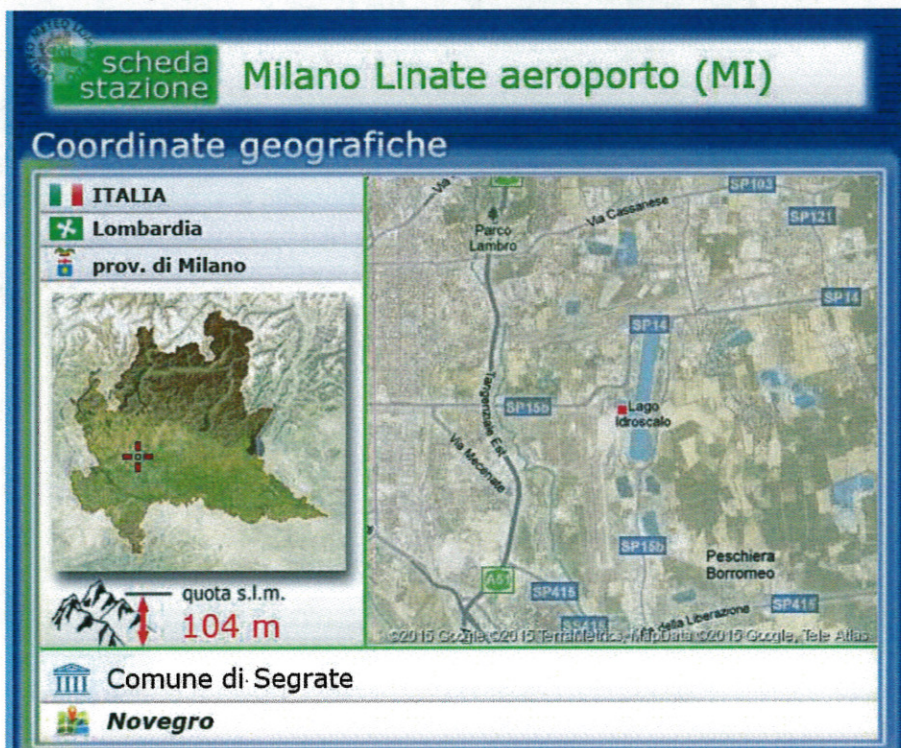 scheda
stazione
Milano Linate aeroporto (MI)
Coordinate geografiche
ITALIA
Lombardia
prov. di Milano
quota s.l.m.
104 m
SP103
Via Cassanese
SP121
Parco
Lambro
SP14
SP14
Tangenziale Est
SP15b
Lago
Idroscalo
Via Mecenate
SP15b
Peschiera
Borromeo
A51
SP415
SP415
della Liberazione
SP415
©2015 Google, ©2015 TerraMetrics, MapData ©2015 Google, Tele Atlas
Comune di Segrate
Novegro